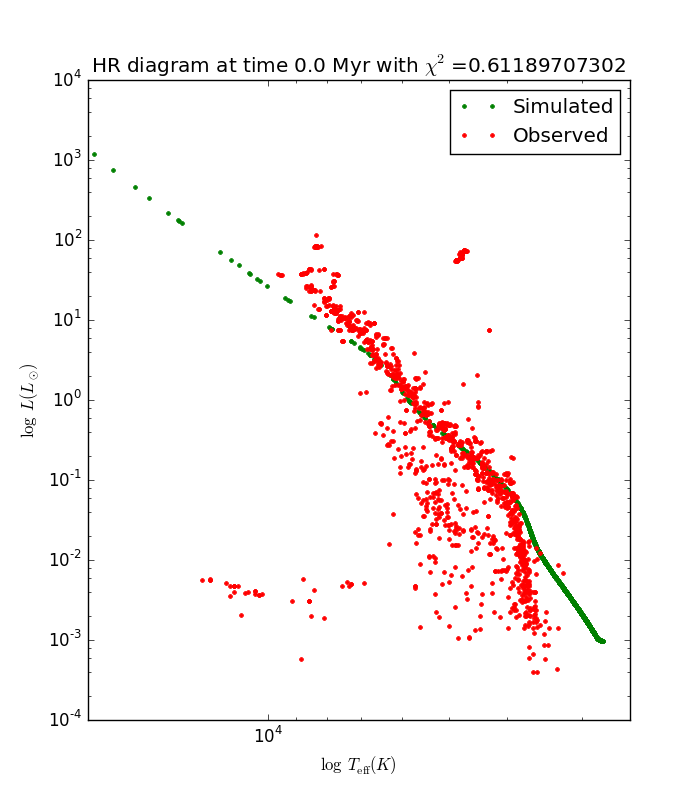 HR diagram at time 0.0 Myr with χ² =0.61189707302
Simulated
Observed
10⁴
10³
10²
10¹
10⁰
10⁻¹
10⁻²
10⁻³
10⁻⁴
log L(L⊙)
10⁴
log T_eff(K)